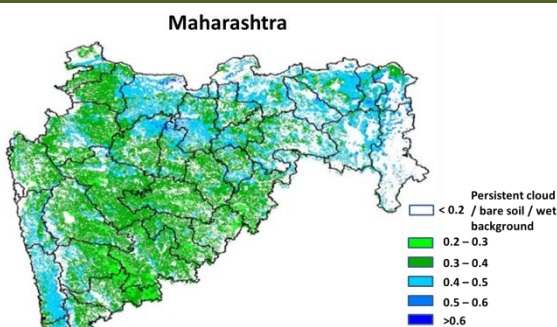 Maharashtra
Persistent cloud
< 0.2 / bare soil / wet
background
0.2 – 0.3
0.3 – 0.4
0.4 – 0.5
0.5 – 0.6
>0.6